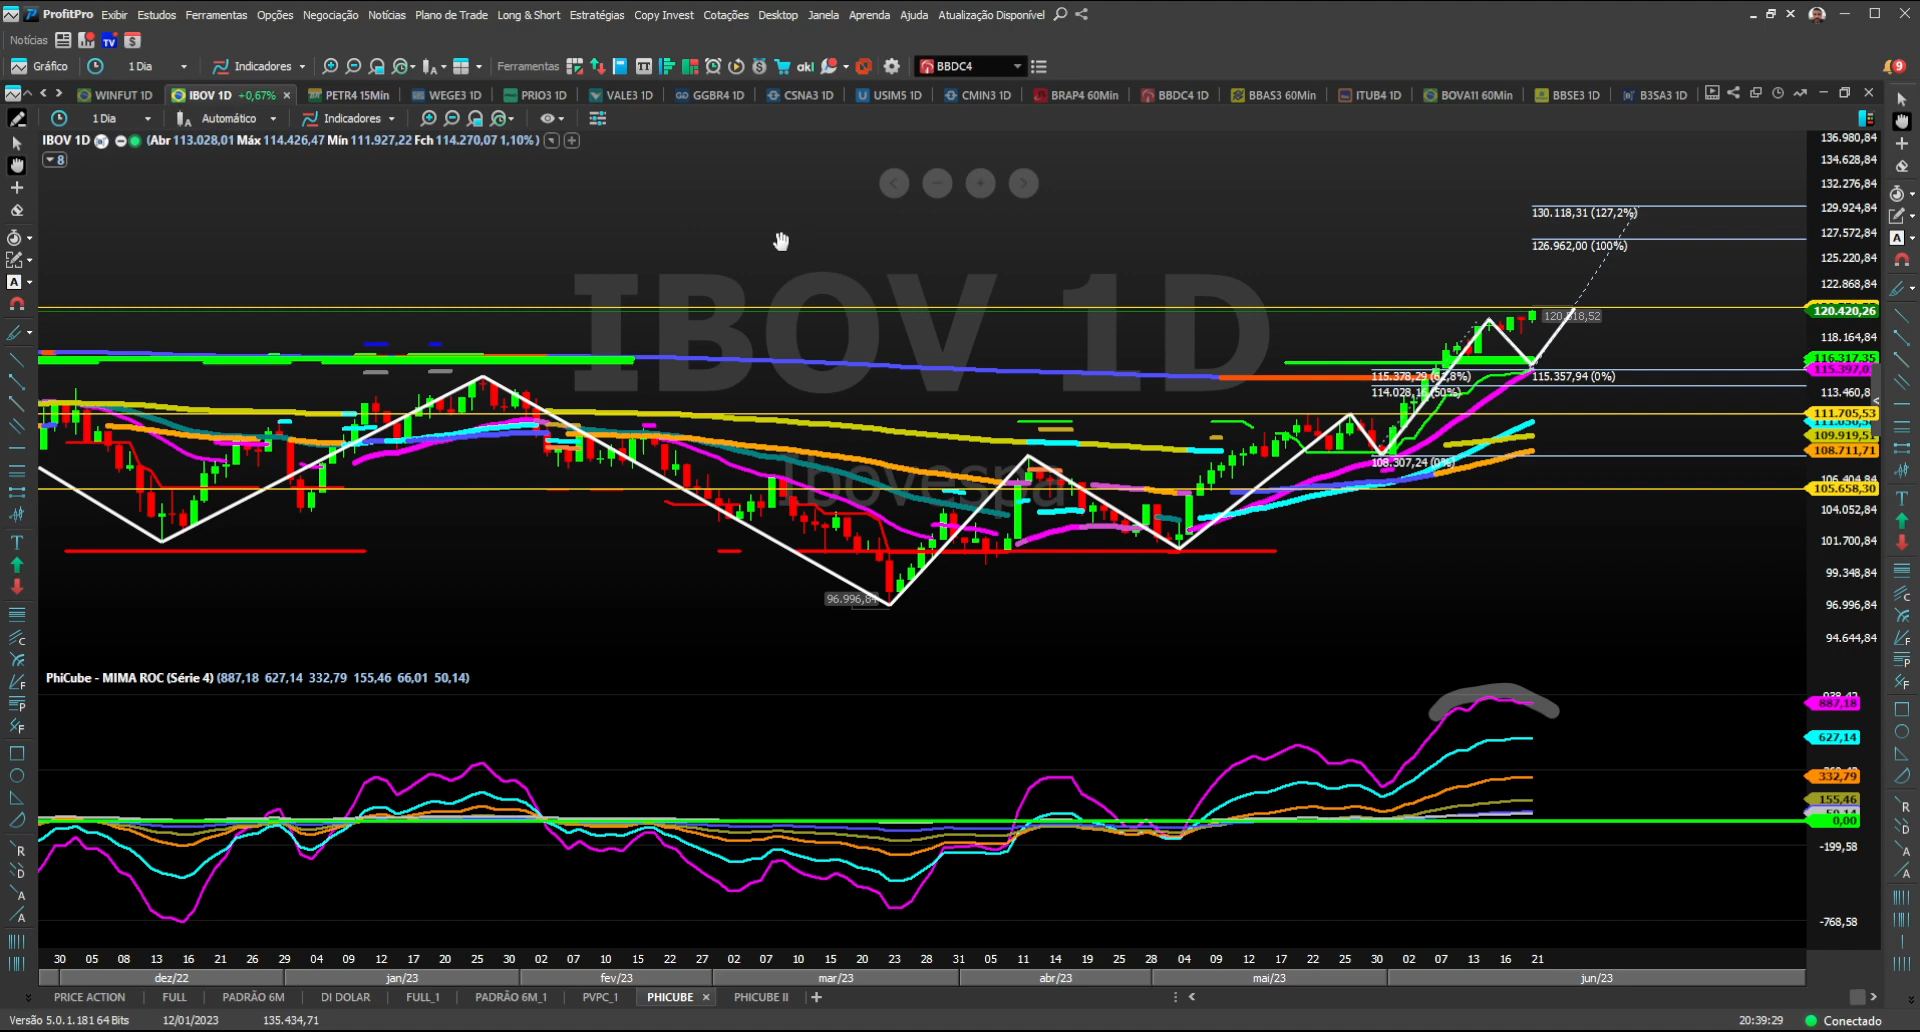 ProfitPro Exibir Estudos Ferramentas Opções Negociação Notícias Plano de Trade Long & Short Estratégias Copy Invest Cotações Desktop Janela Aprenda Ajuda Atualização Disponível
Notícias TV $
Gráfico 1 Dia Indicadores Ferramentas TT akl BBDC4 9
WINFUT 1D IBOV 1D +0,67% PETR4 15Min WEGE3 1D PRIO3 1D VALE3 1D GGBR4 1D CSNA3 1D USIM5 1D CMIN3 1D BRAP4 60Min BBDC4 1D BBAS3 60Min ITUB4 1D BOVA11 60Min BBSE3 1D B3SA3 1D
1 Dia Automático Indicadores
IBOV 1D (Abr 113.028,01 Máx 114.426,47 Mín 111.927,22 Fch 114.270,07 1,10%)
8
IBOV 1D
Ibovespa
136.980,84
134.628,84
132.276,84
130.118,31 (127,2%)
129.924,84
127.572,84
126.962,00 (100%)
125.220,84
122.868,84
120.420,26
118.164,84
116.317,35
115.378,29 (61,8%)
115.357,94 (0%)
114.028,16 (50%)
113.460,8
111.705,53
109.919,51
108.711,71
108.307,24 (0%)
105.658,30
104.052,84
101.700,84
99.348,84
96.996,84
96.996,84
94.644,84
PhiCube - MIMA ROC (Série 4) (887,18 627,14 332,79 155,46 66,01 50,14)
887,18
627,14
332,79
155,46
0,00
-199,58
-768,58
30 05 08 13 16 21 26 29 04 09 12 17 20 25 30 02 07 10 15 22 27 02 07 10 15 20 23 28 31 05 11 14 19 25 28 04 09 12 17 22 25 30 02 07 13 16 21
dez/22 jan/23 fev/23 mar/23 abr/23 mai/23 jun/23
PRICE ACTION FULL PADRÃO 6M DI DOLAR FULL_1 PADRÃO 6M_1 PVPC_1 PHICUBE PHICUBE II
Versão 5.0.1.181 64 Bits 12/01/2023 135.434,71 20:39:29 Conectado